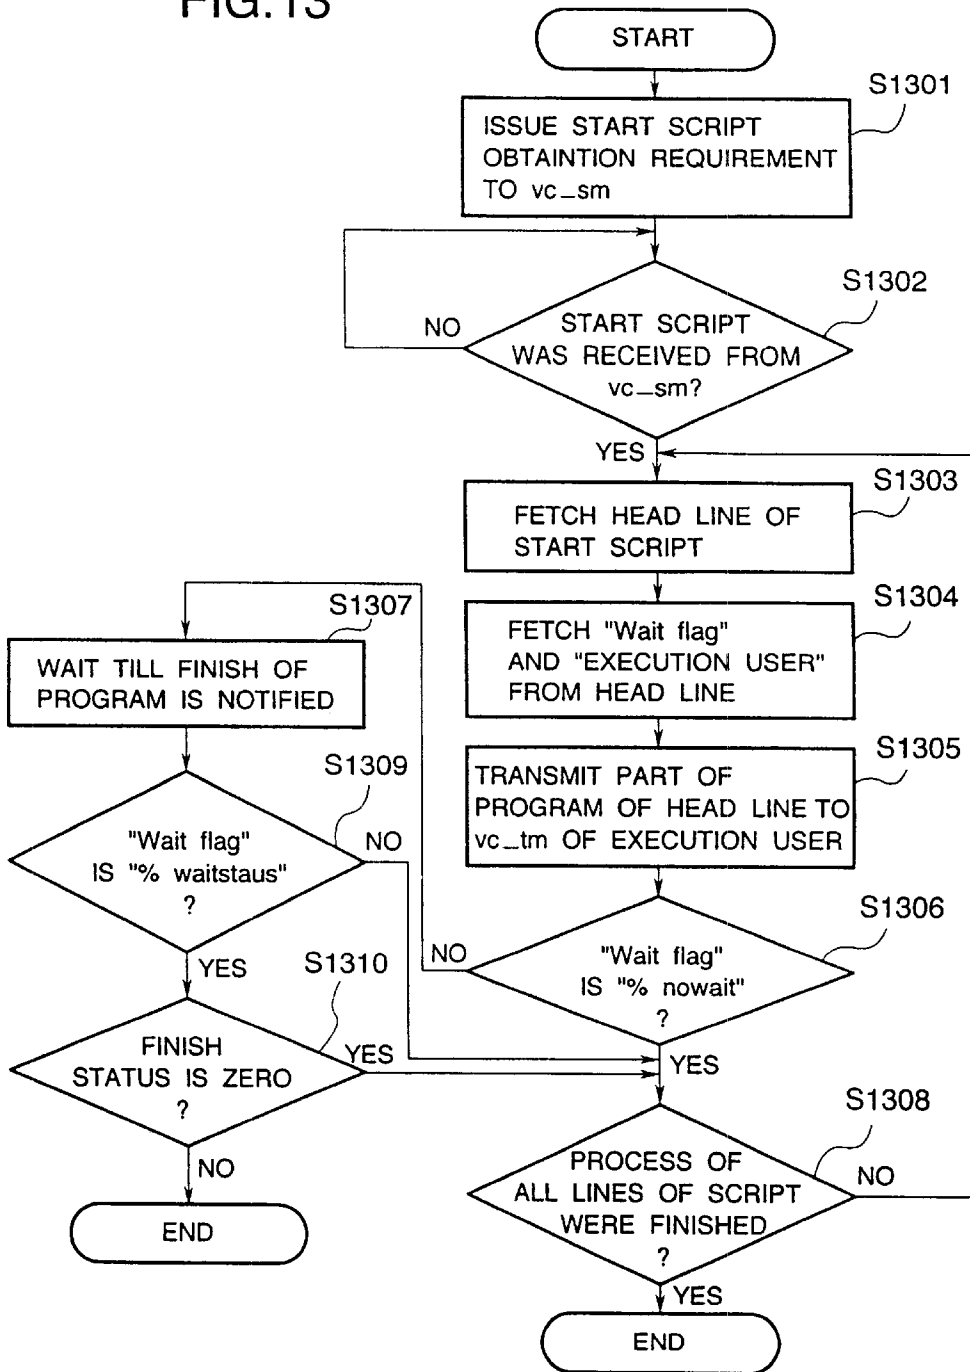 FIG.13
START
S1301
ISSUE START SCRIPT
OBTAINTION REQUIREMENT
TO vc_sm
S1302
START SCRIPT
WAS RECEIVED FROM
vc_sm?
NO
YES
S1303
FETCH HEAD LINE OF
START SCRIPT
S1304
FETCH "Wait flag"
AND "EXECUTION USER"
FROM HEAD LINE
S1305
TRANSMIT PART OF
PROGRAM OF HEAD LINE TO
vc_tm OF EXECUTION USER
S1306
"Wait flag"
IS "% nowait"
?
NO
YES
S1307
WAIT TILL FINISH OF
PROGRAM IS NOTIFIED
S1309
"Wait flag"
IS "% waitstaus"
?
NO
YES
S1310
FINISH
STATUS IS ZERO
?
YES
NO
END
S1308
PROCESS OF
ALL LINES OF SCRIPT
WERE FINISHED
?
NO
YES
END